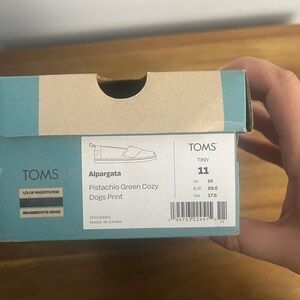 TOMS
1/3 OF PROFITS FOR
GRASSROOTS GOOD
Alpargata
Pistachio Green Cozy
Dogs Print
MADE IN CHINA
TOMS
TINY
11
UK 10
EUR 28.5
CM 17.5